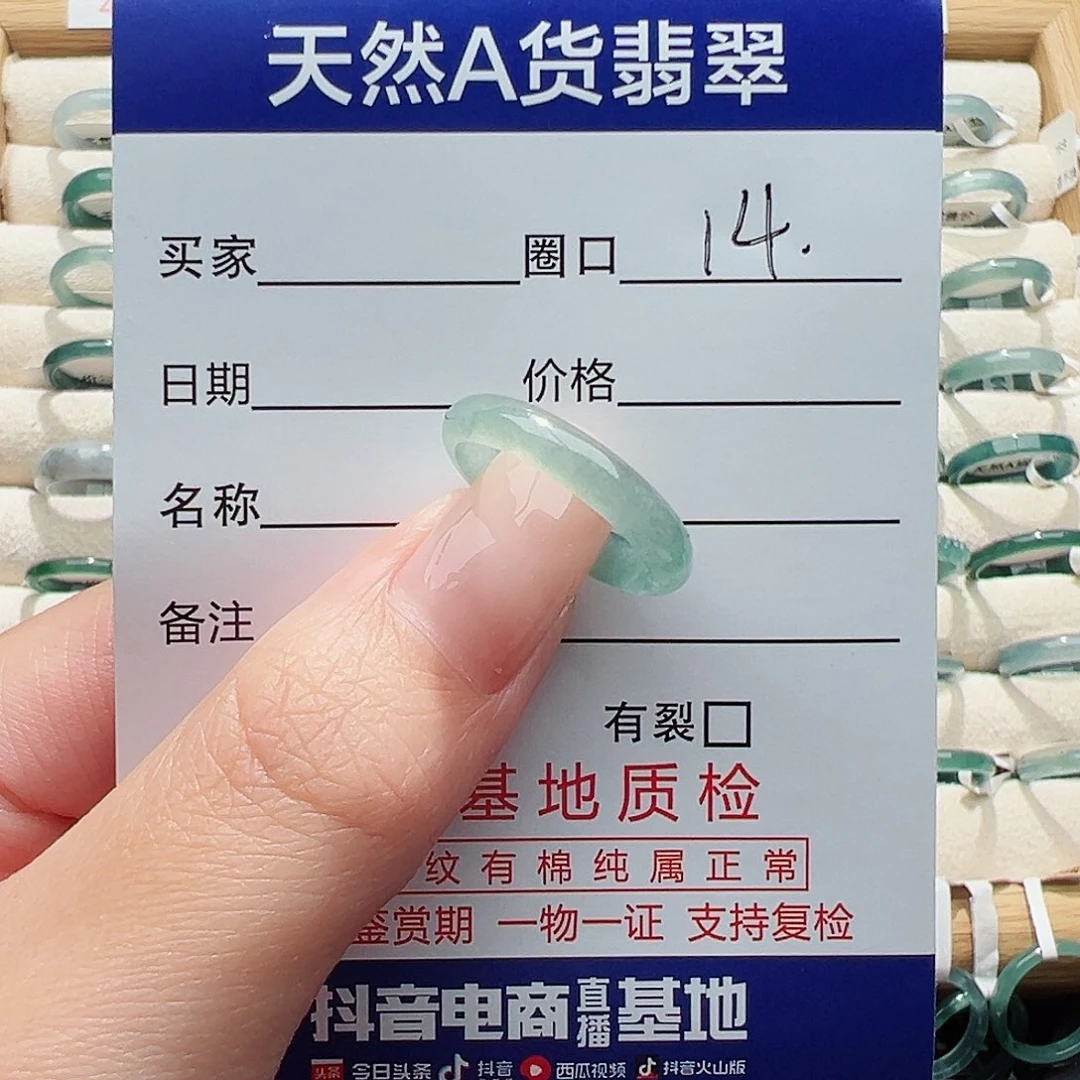 天然A货翡翠
买家 圈口 14.
日期 价格
名称
备注
有裂
基地质检
纹有棉纯属正常
鉴赏期 一物一证 支持复检
抖音电商直播基地
头条 今日头条 抖音 西瓜视频 抖音火山版